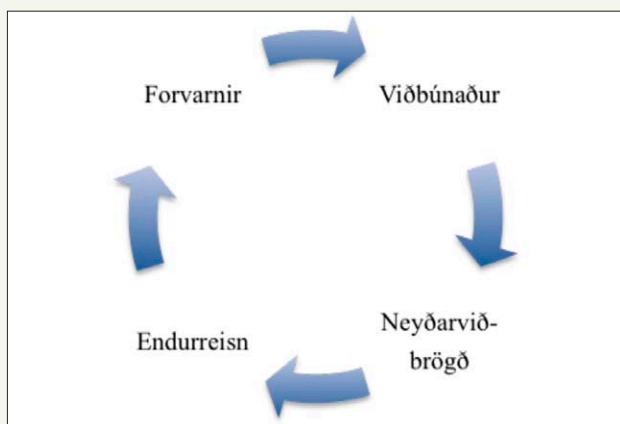 Forvarnir
Viðbúnaður
Endurreisn
Neyðarvið-
brögð